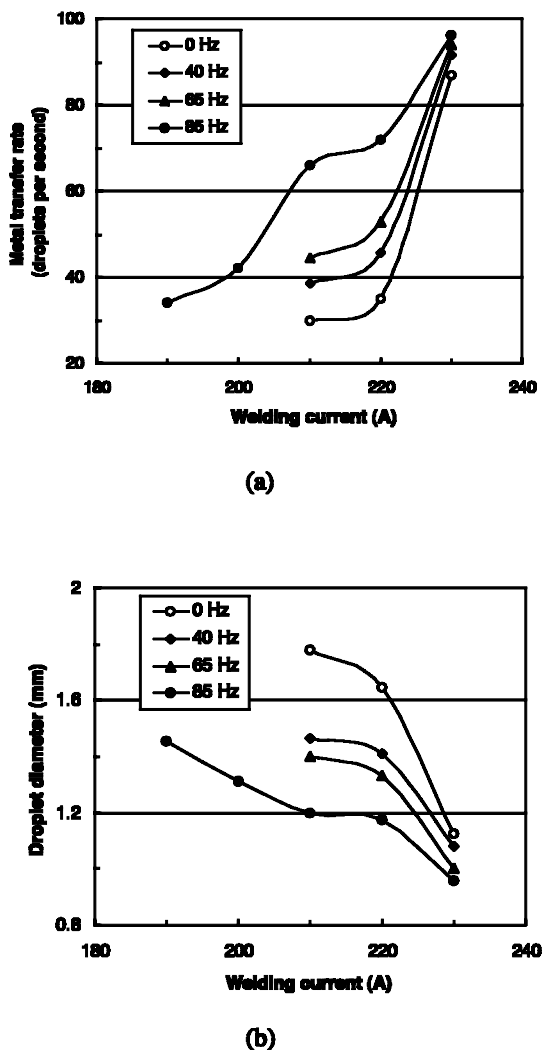 100
80
60
40
20
Metal transfer rate
(droplets per second)
0 Hz
40 Hz
65 Hz
85 Hz
180
200
220
240
Welding current (A)
(a)
2
1.6
1.2
0.8
Droplet diameter (mm)
0 Hz
40 Hz
65 Hz
85 Hz
180
200
220
240
Welding current (A)
(b)